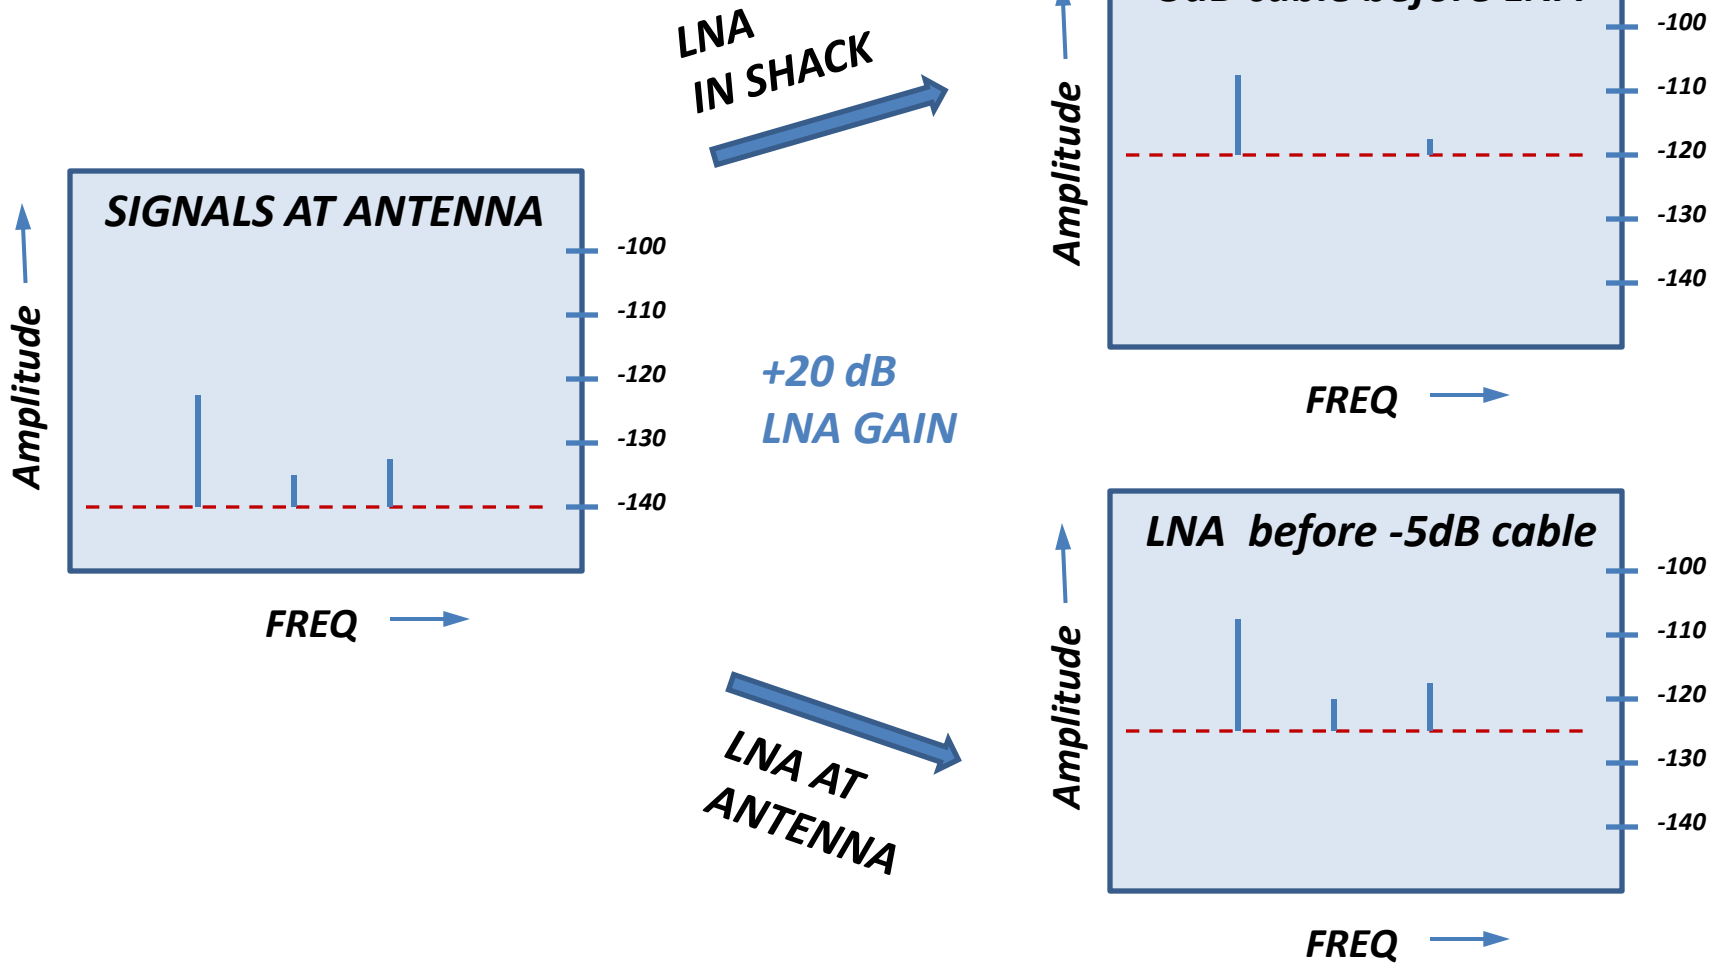 LNA
IN SHACK
cable before
-100
-110
-120
-130
-140
Amplitude
FREQ
SIGNALS AT ANTENNA
-100
-110
-120
-130
-140
Amplitude
FREQ
+20 dB
LNA GAIN
LNA before -5dB cable
-100
-110
-120
-130
-140
Amplitude
FREQ
LNA AT
ANTENNA